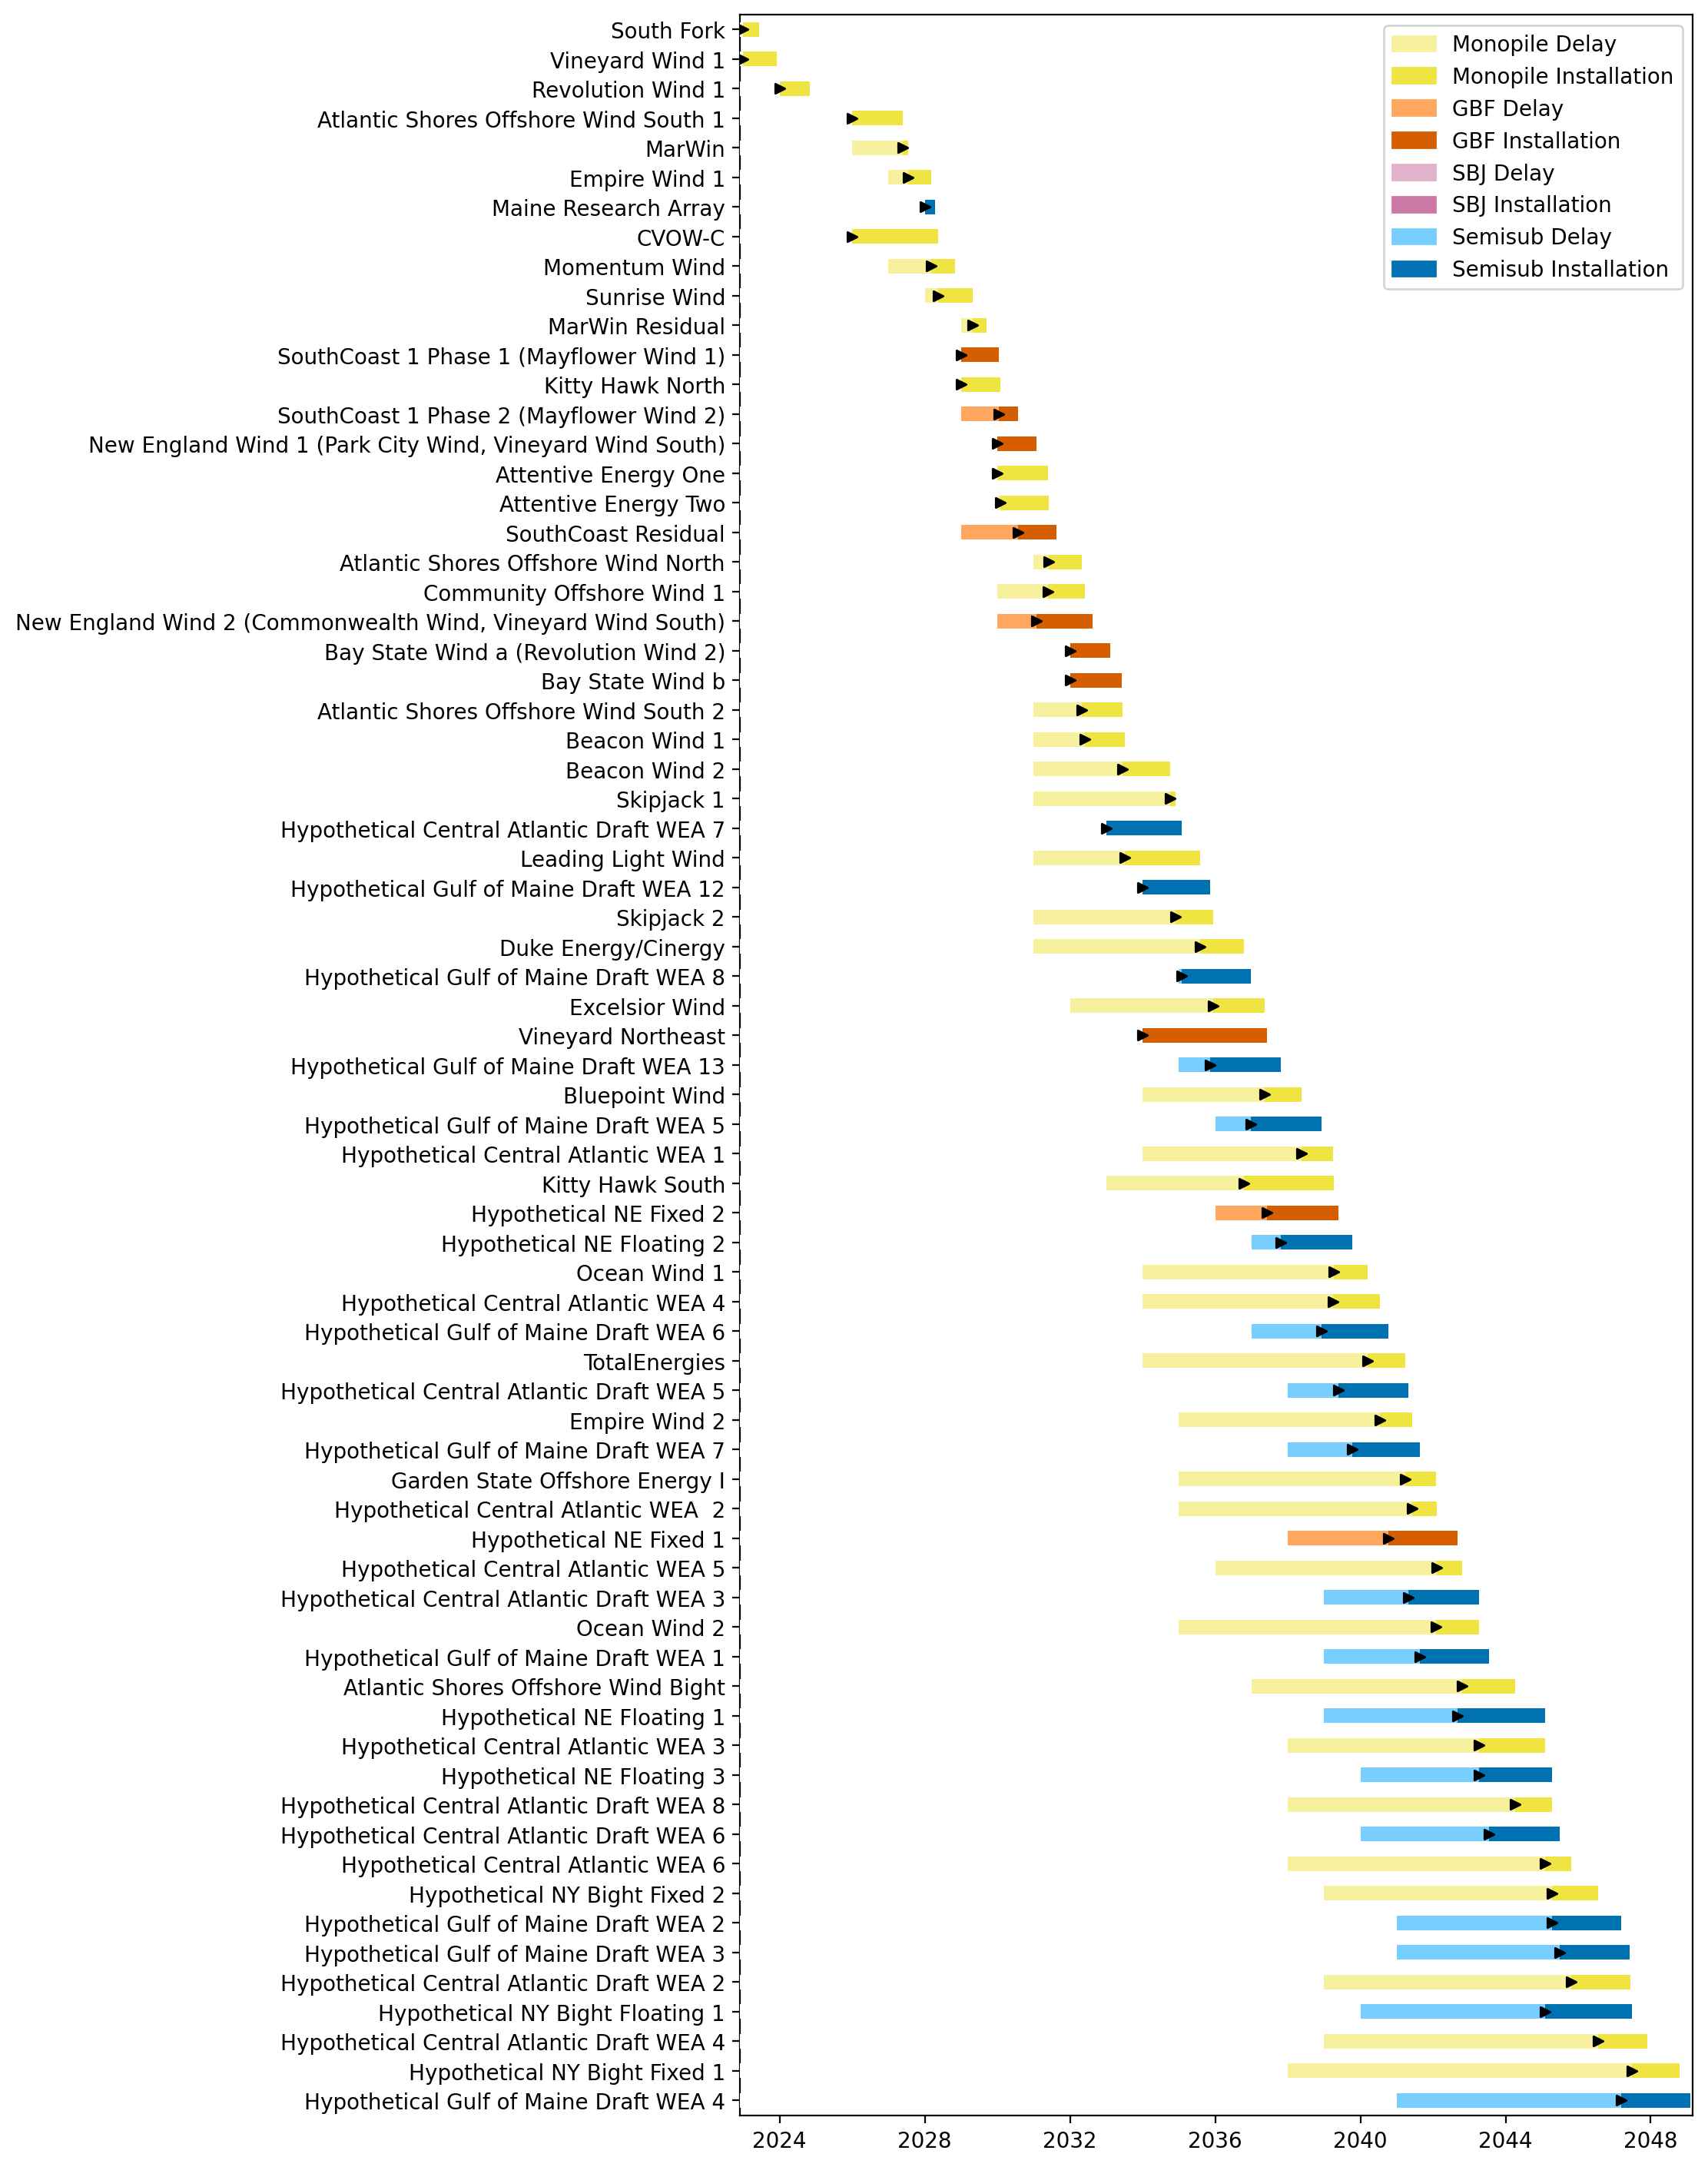 South Fork
Vineyard Wind 1
Revolution Wind 1
Atlantic Shores Offshore Wind South 1
MarWin
Empire Wind 1
Maine Research Array
CVOW-C
Momentum Wind
Sunrise Wind
MarWin Residual
SouthCoast 1 Phase 1 (Mayflower Wind 1)
Kitty Hawk North
SouthCoast 1 Phase 2 (Mayflower Wind 2)
New England Wind 1 (Park City Wind, Vineyard Wind South)
Attentive Energy One
Attentive Energy Two
SouthCoast Residual
Atlantic Shores Offshore Wind North
Community Offshore Wind 1
New England Wind 2 (Commonwealth Wind, Vineyard Wind South)
Bay State Wind a (Revolution Wind 2)
Bay State Wind b
Atlantic Shores Offshore Wind South 2
Beacon Wind 1
Beacon Wind 2
Skipjack 1
Hypothetical Central Atlantic Draft WEA 7
Leading Light Wind
Hypothetical Gulf of Maine Draft WEA 12
Skipjack 2
Duke Energy/Cinergy
Hypothetical Gulf of Maine Draft WEA 8
Excelsior Wind
Vineyard Northeast
Hypothetical Gulf of Maine Draft WEA 13
Bluepoint Wind
Hypothetical Gulf of Maine Draft WEA 5
Hypothetical Central Atlantic WEA 1
Kitty Hawk South
Hypothetical NE Fixed 2
Hypothetical NE Floating 2
Ocean Wind 1
Hypothetical Central Atlantic WEA 4
Hypothetical Gulf of Maine Draft WEA 6
TotalEnergies
Hypothetical Central Atlantic Draft WEA 5
Empire Wind 2
Hypothetical Gulf of Maine Draft WEA 7
Garden State Offshore Energy I
Hypothetical Central Atlantic WEA  2
Hypothetical NE Fixed 1
Hypothetical Central Atlantic WEA 5
Hypothetical Central Atlantic Draft WEA 3
Ocean Wind 2
Hypothetical Gulf of Maine Draft WEA 1
Atlantic Shores Offshore Wind Bight
Hypothetical NE Floating 1
Hypothetical Central Atlantic WEA 3
Hypothetical NE Floating 3
Hypothetical Central Atlantic Draft WEA 8
Hypothetical Central Atlantic Draft WEA 6
Hypothetical Central Atlantic WEA 6
Hypothetical NY Bight Fixed 2
Hypothetical Gulf of Maine Draft WEA 2
Hypothetical Gulf of Maine Draft WEA 3
Hypothetical Central Atlantic Draft WEA 2
Hypothetical NY Bight Floating 1
Hypothetical Central Atlantic Draft WEA 4
Hypothetical NY Bight Fixed 1
Hypothetical Gulf of Maine Draft WEA 4
Monopile Delay
Monopile Installation
GBF Delay
GBF Installation
SBJ Delay
SBJ Installation
Semisub Delay
Semisub Installation
2024 2028 2032 2036 2040 2044 2048